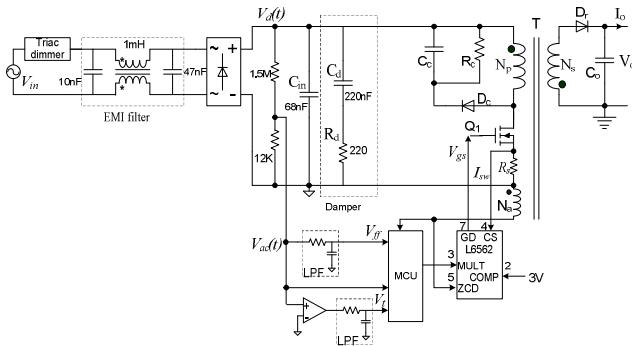 V_d(t)
T
D_r
I_o
Triac
dimmer
1mH
*
*
~
+
~
-
10nF
47nF
V_in
EMI filter
1.5M
12K
C_in
68nF
C_d
220nF
R_d
220
Damper
C_c
R_c
D_c
N_p
N_s
C_o
Q_1
V_gs
I_sw
R_s
N_a
V_ac(t)
LPF
V_ff
MCU
7
4
GD
CS
L6562
3
MULT
COMP
2
3V
5
ZCD
+
-
V_t
LPF